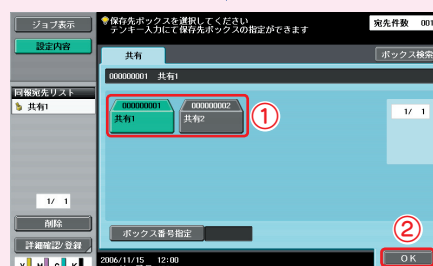 ジョブ表示
設定内容
保存先ボックスを選択してください
テンキー入力にて保存先ボックスの指定ができます
宛先件数 001
共有
ボックス検索
000000001 共有1
同報宛先リスト
共有1
000000001
共有1
000000002
共有2
①
1/ 1
1/ 1
削除
詳細確認/登録
ボックス番号指定
②
OK
2006/11/15 12:00
Y M C K